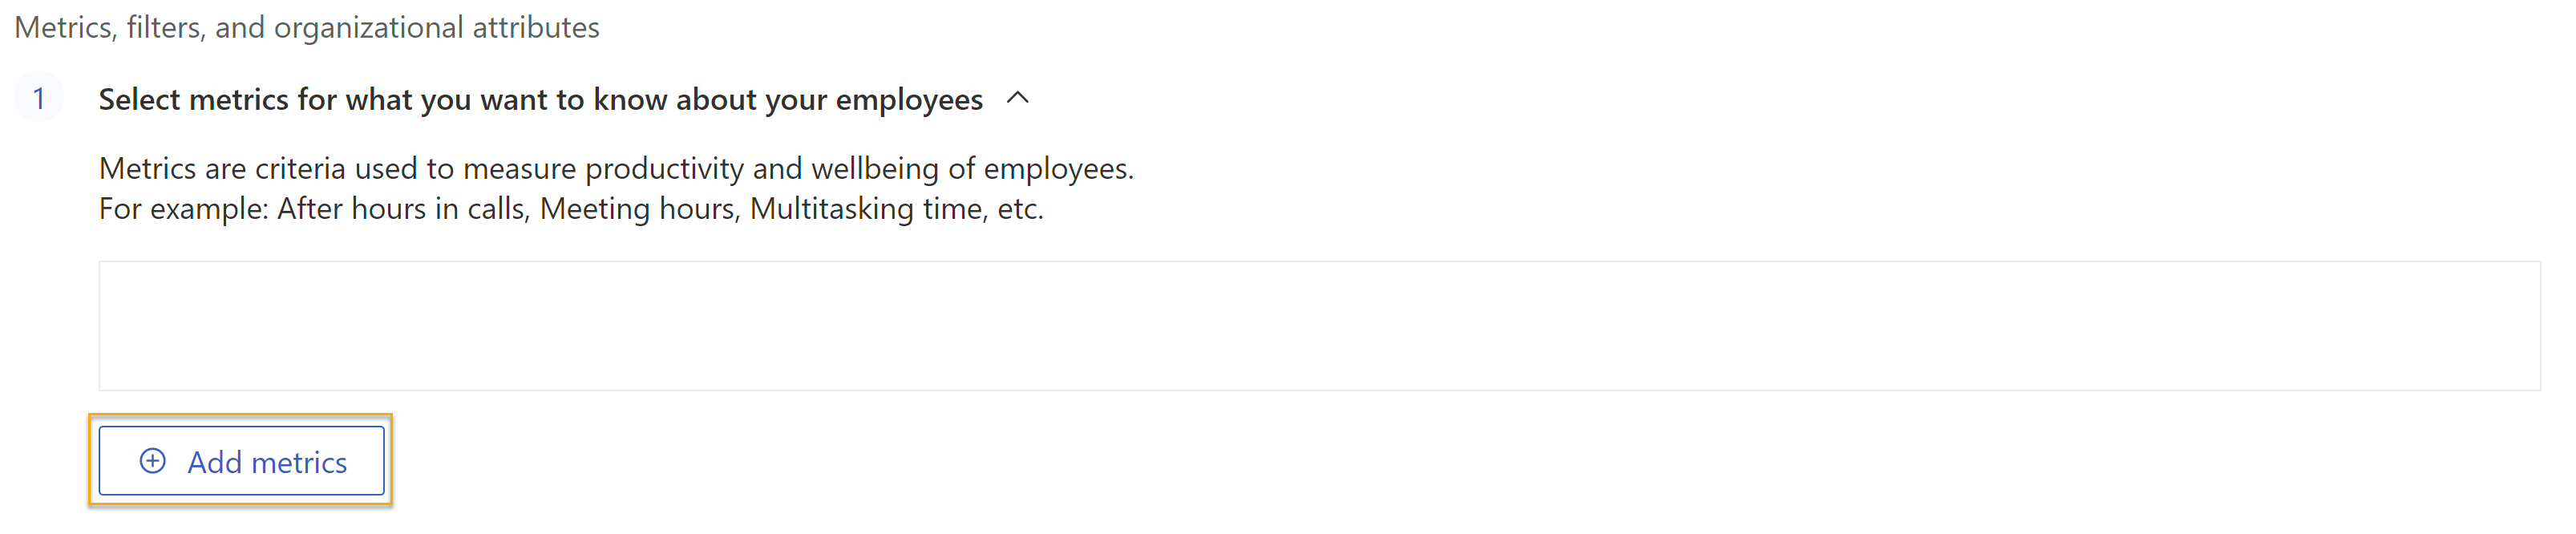 Metrics, filters, and organizational attributes
1 Select metrics for what you want to know about your employees
Metrics are criteria used to measure productivity and wellbeing of employees.
For example: After hours in calls, Meeting hours, Multitasking time, etc.
Add metrics